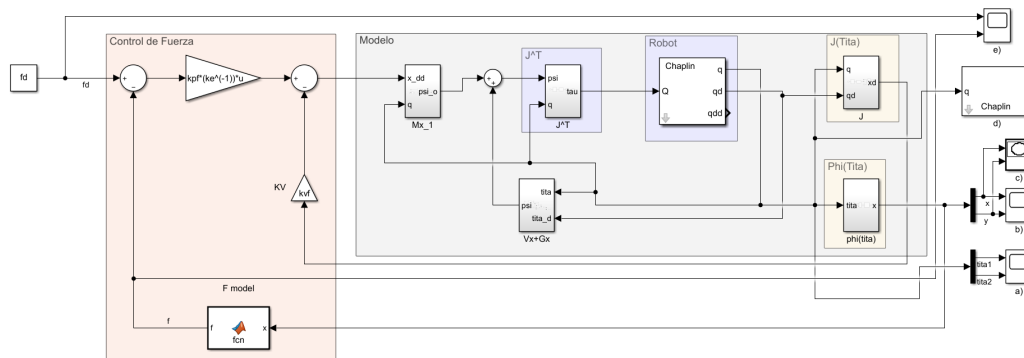 Control de Fuerza
Modelo
Robot
J(Tita)
e)
fd
fd
+
−
kpf*(ke^(-1))*u
+
−
x_dd
psi_o
q
Mx_1
+
+
J^T
psi
tau
q
J^T
Chaplin
Q
q
qd
qdd
q
xd
qd
J
q
Chaplin
d)
KV
kvf
tita
psi
tita_d
Vx+Gx
Phi(Tita)
tita
x
phi(tita)
c)
x
y
b)
tita1
tita2
a)
F model
f
f
x
fcn